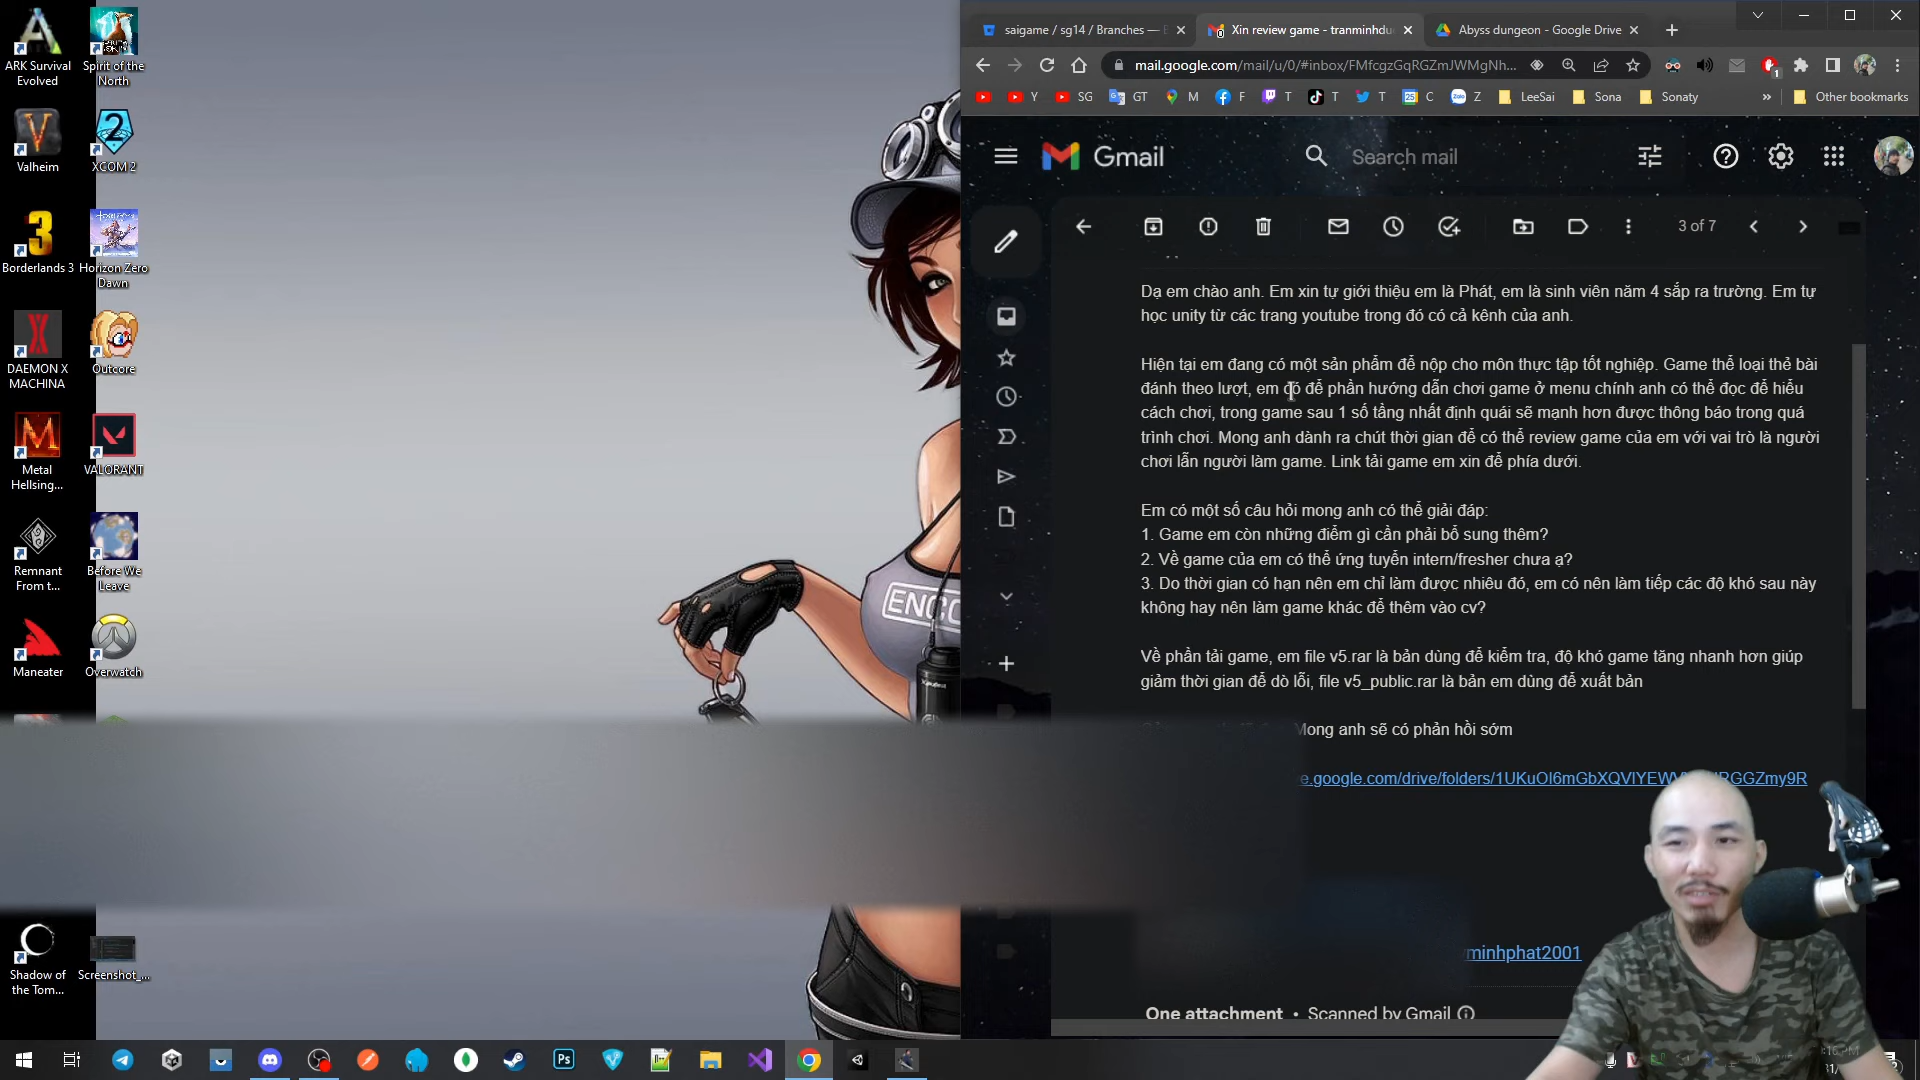 ARK Survival
Evolved
Spirit of the
North
Valheim
XCOM 2
Borderlands 3
Horizon Zero
Dawn
DAEMON X
MACHINA
Outcore
Metal
Hellsing...
VALORANT
Remnant
From t...
Before We
Leave
Maneater
Overwatch
Shadow of
the Tom...
Screenshot_...
saigame / sg14 / Branches —
Xin review game - tranminhdu
Abyss dungeon - Google Drive
mail.google.com/mail/u/0/#inbox/FMfcgzGqRGZmJWMgNh...
Y
SG
GT
M
F
T
T
T
C
Z
LeeSai
Sona
Sonaty
»
Other bookmarks
Gmail
Search mail
3 of 7
Dạ em chào anh. Em xin tự giới thiệu em là Phát, em là sinh viên năm 4 sắp ra trường. Em tự
học unity từ các trang youtube trong đó có cả kênh của anh.
Hiện tại em đang có một sản phẩm để nộp cho môn thực tập tốt nghiệp. Game thể loại thẻ bài
đánh theo lượt, em có để phần hướng dẫn chơi game ở menu chính anh có thể đọc để hiểu
cách chơi, trong game sau 1 số tầng nhất định quái sẽ mạnh hơn được thông báo trong quá
trình chơi. Mong anh dành ra chút thời gian để có thể review game của em với vai trò là người
chơi lẫn người làm game. Link tải game em xin để phía dưới.
Em có một số câu hỏi mong anh có thể giải đáp:
1. Game em còn những điểm gì cần phải bổ sung thêm?
2. Về game của em có thể ứng tuyển intern/fresher chưa ạ?
3. Do thời gian có hạn nên em chỉ làm được nhiêu đó, em có nên làm tiếp các độ khó sau này
không hay nên làm game khác để thêm vào cv?
Về phần tải game, em file v5.rar là bản dùng để kiểm tra, độ khó game tăng nhanh hơn giúp
giảm thời gian để dò lỗi, file v5_public.rar là bản em dùng để xuất bản
Mong anh sẽ có phản hồi sớm
e.google.com/drive/folders/1UKuOl6mGbXQVIYEWV RGGZmy9R
minhphat2001
One attachment • Scanned by Gmail
ENCO